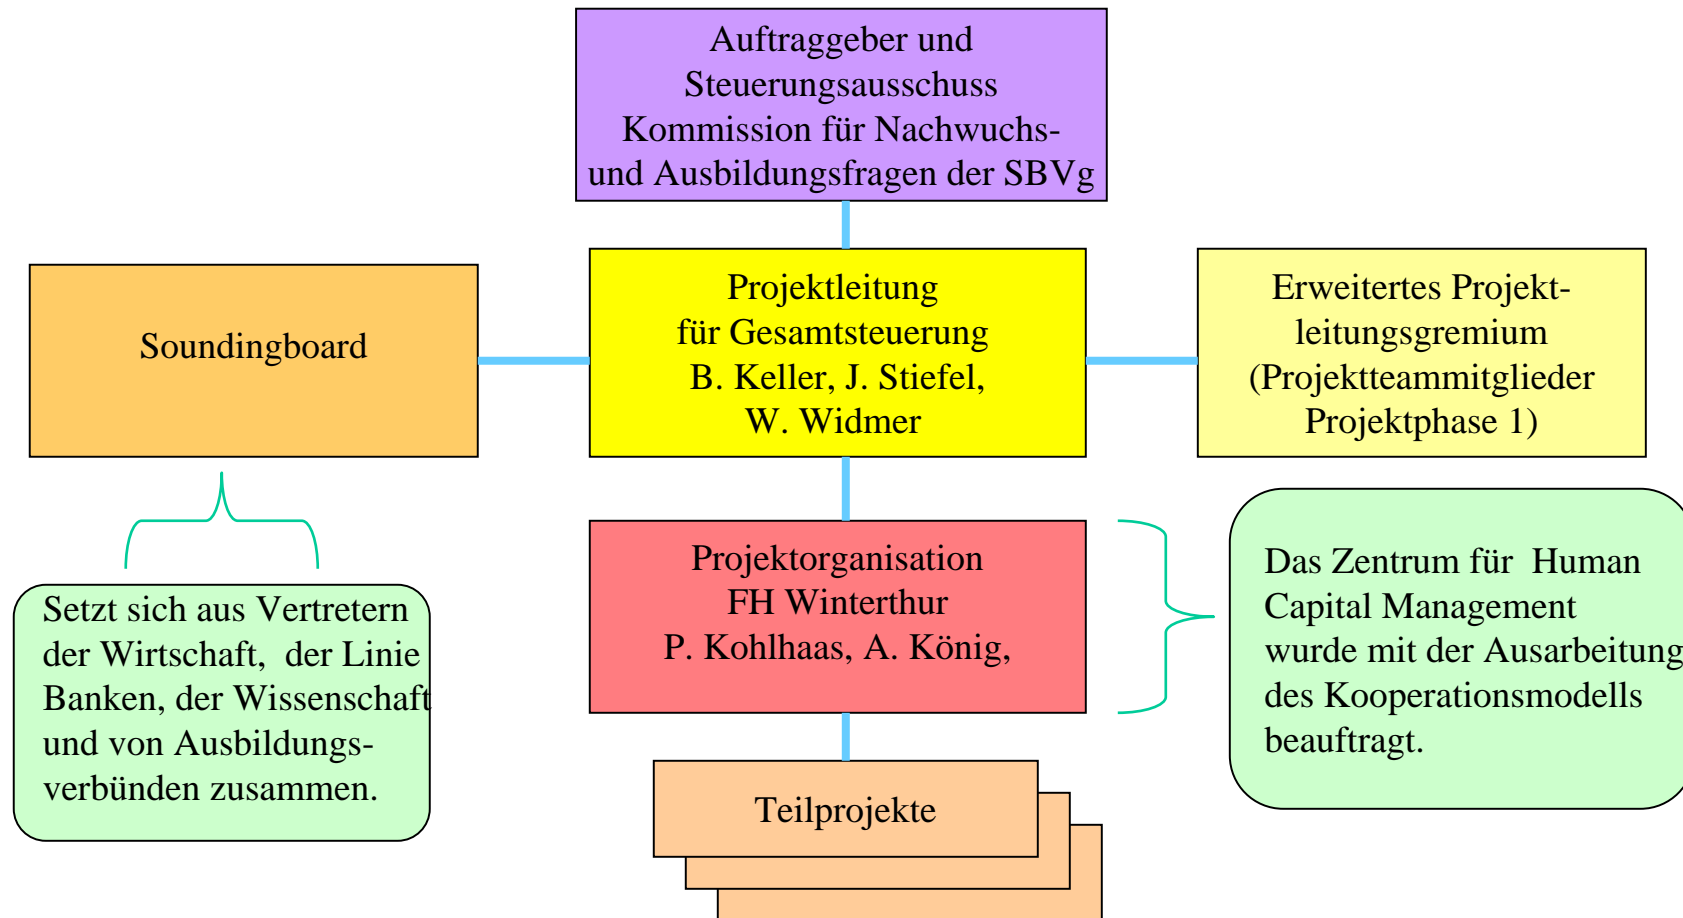 Auftraggeber und
Steuerungsausschuss
Kommission für Nachwuchs-
und Ausbildungsfragen der SBVg
Soundingboard
Projektleitung
für Gesamtsteuerung
B. Keller, J. Stiefel,
W. Widmer
Erweitertes Projekt-
leitungsgremium
(Projektteammitglieder
Projektphase 1)
Setzt sich aus Vertretern
der Wirtschaft, der Linie
Banken, der Wissenschaft
und von Ausbildungs-
verbünden zusammen.
Projektorganisation
FH Winterthur
P. Kohlhaas, A. König,
Das Zentrum für Human
Capital Management
wurde mit der Ausarbeitung
des Kooperationsmodells
beauftragt.
Teilprojekte